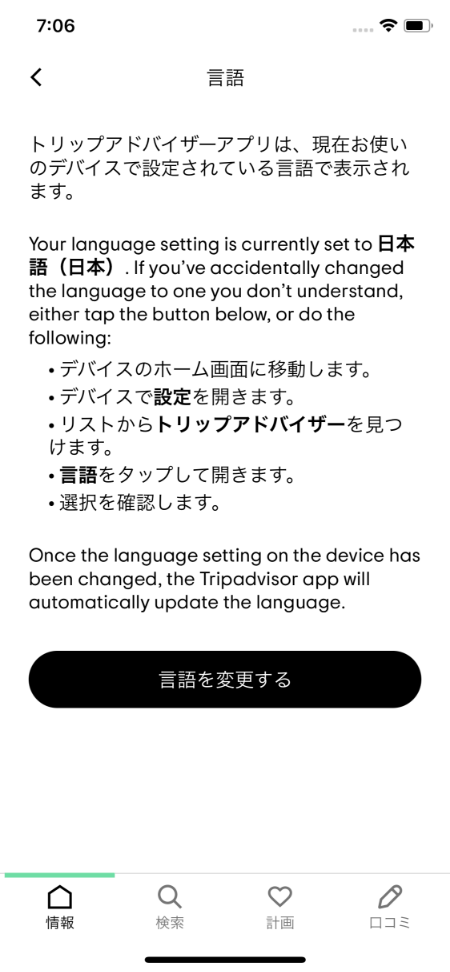 7:06
言語
トリップアドバイザーアプリは、現在お使い
のデバイスで設定されている言語で表示され
ます。
Your language setting is currently set to 日本
語（日本）. If you’ve accidentally changed
the language to one you don’t understand,
either tap the button below, or do the
following:
• デバイスのホーム画面に移動します。
• デバイスで設定を開きます。
• リストからトリップアドバイザーを見つ
けます。
• 言語をタップして開きます。
• 選択を確認します。
Once the language setting on the device has
been changed, the Tripadvisor app will
automatically update the language.
言語を変更する
情報
検索
計画
口コミ